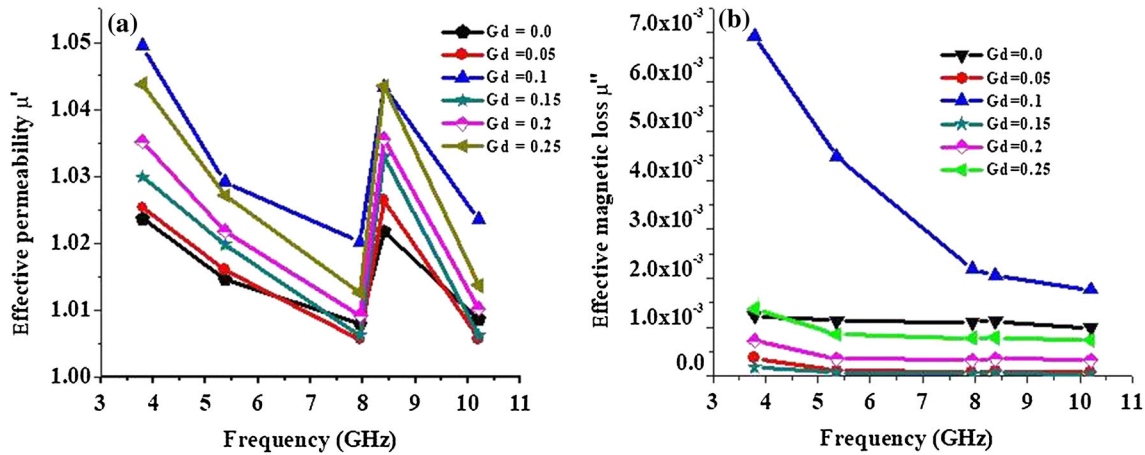 (a)
Gd = 0.0
Gd =0.05
Gd =0.1
Gd = 0.15
Gd = 0.2
Gd = 0.25
1.05
1.04
1.03
1.02
1.01
1.00
Effective permeability μ'
3 4 5 6 7 8 9 10 11
Frequency (GHz)
(b)
Gd=0.0
Gd=0.05
Gd=0.1
Gd=0.15
Gd=0.2
Gd=0.25
7.0x10⁻³
6.0x10⁻³
5.0x10⁻³
4.0x10⁻³
3.0x10⁻³
2.0x10⁻³
1.0x10⁻³
0.0
Effective magnetic loss μ"
3 4 5 6 7 8 9 10 11
Frequency (GHz)